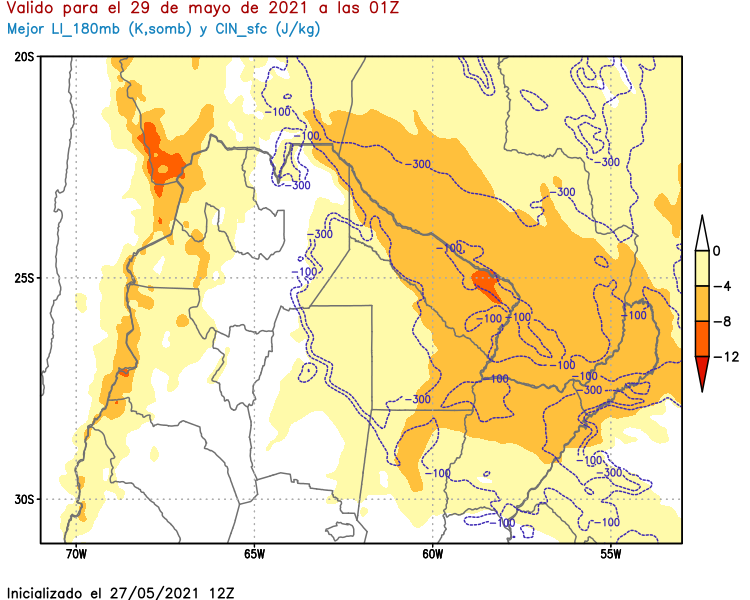 Valido para el 29 de mayo de 2021 a las 01Z
Mejor LI_180mb (K,somb) y CIN_sfc (J/kg)
20S
-100
-100
-300
-300
-300
-300
-300
-100
0
25S
-100
-4
-100
-100
-100
-8
-100
-12
-100
-100
-300
-300
-100
-100
-100
-300
30S
-100
-100
70W
65W
60W
55W
Inicializado el 27/05/2021 12Z